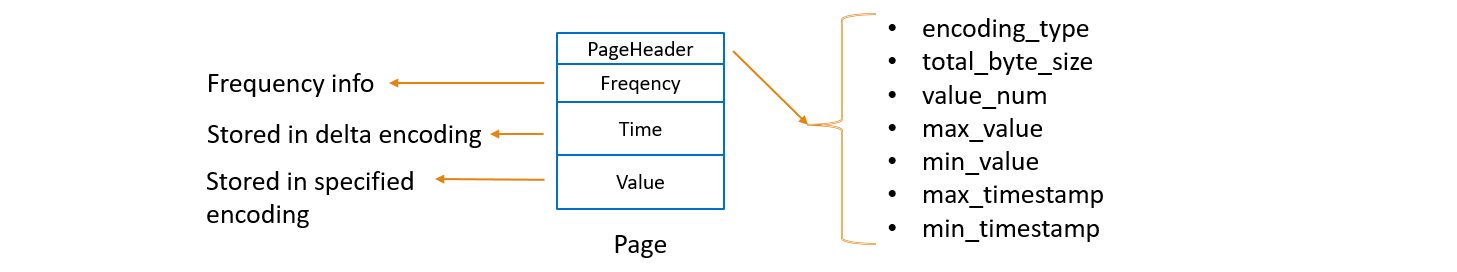 PageHeader
Freqency
Time
Value
Page
Frequency info
Stored in delta encoding
Stored in specified
encoding
• encoding_type
• total_byte_size
• value_num
• max_value
• min_value
• max_timestamp
• min_timestamp